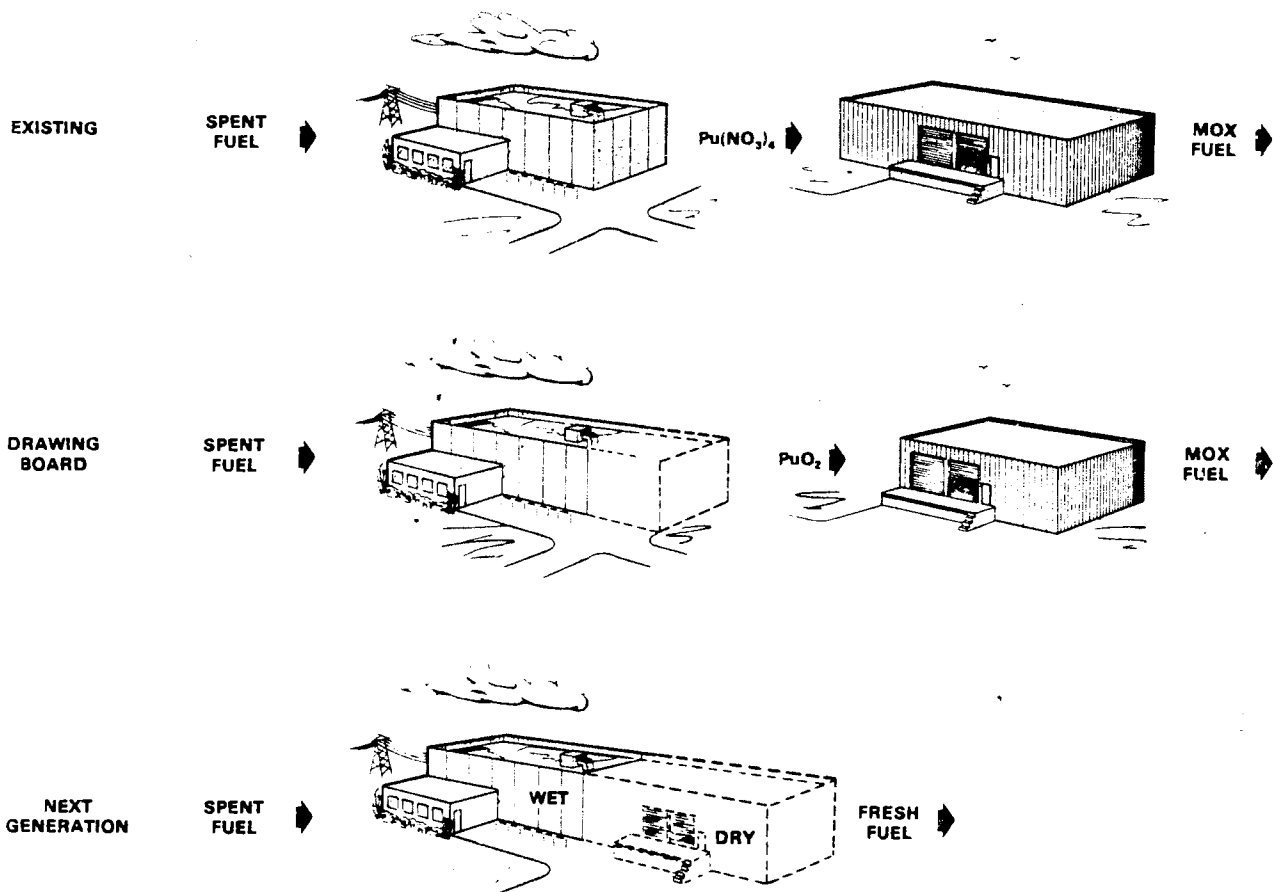 EXISTING
SPENT
FUEL
Pu(NO₃)₄
MOX
FUEL
DRAWING
BOARD
SPENT
FUEL
PuO₂
MOX
FUEL
NEXT
GENERATION
SPENT
FUEL
WET
DRY
FRESH
FUEL